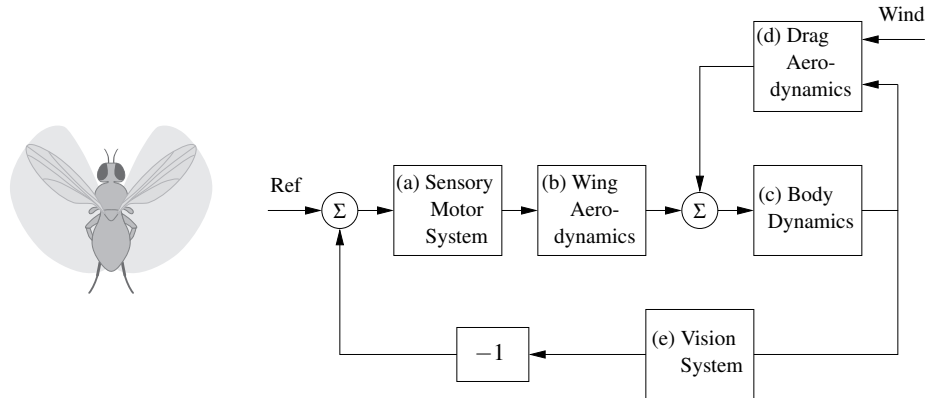 Wind
(d) Drag
Aero-
dynamics
Ref
Σ
(a) Sensory
Motor
System
(b) Wing
Aero-
dynamics
Σ
(c) Body
Dynamics
−1
(e) Vision
System